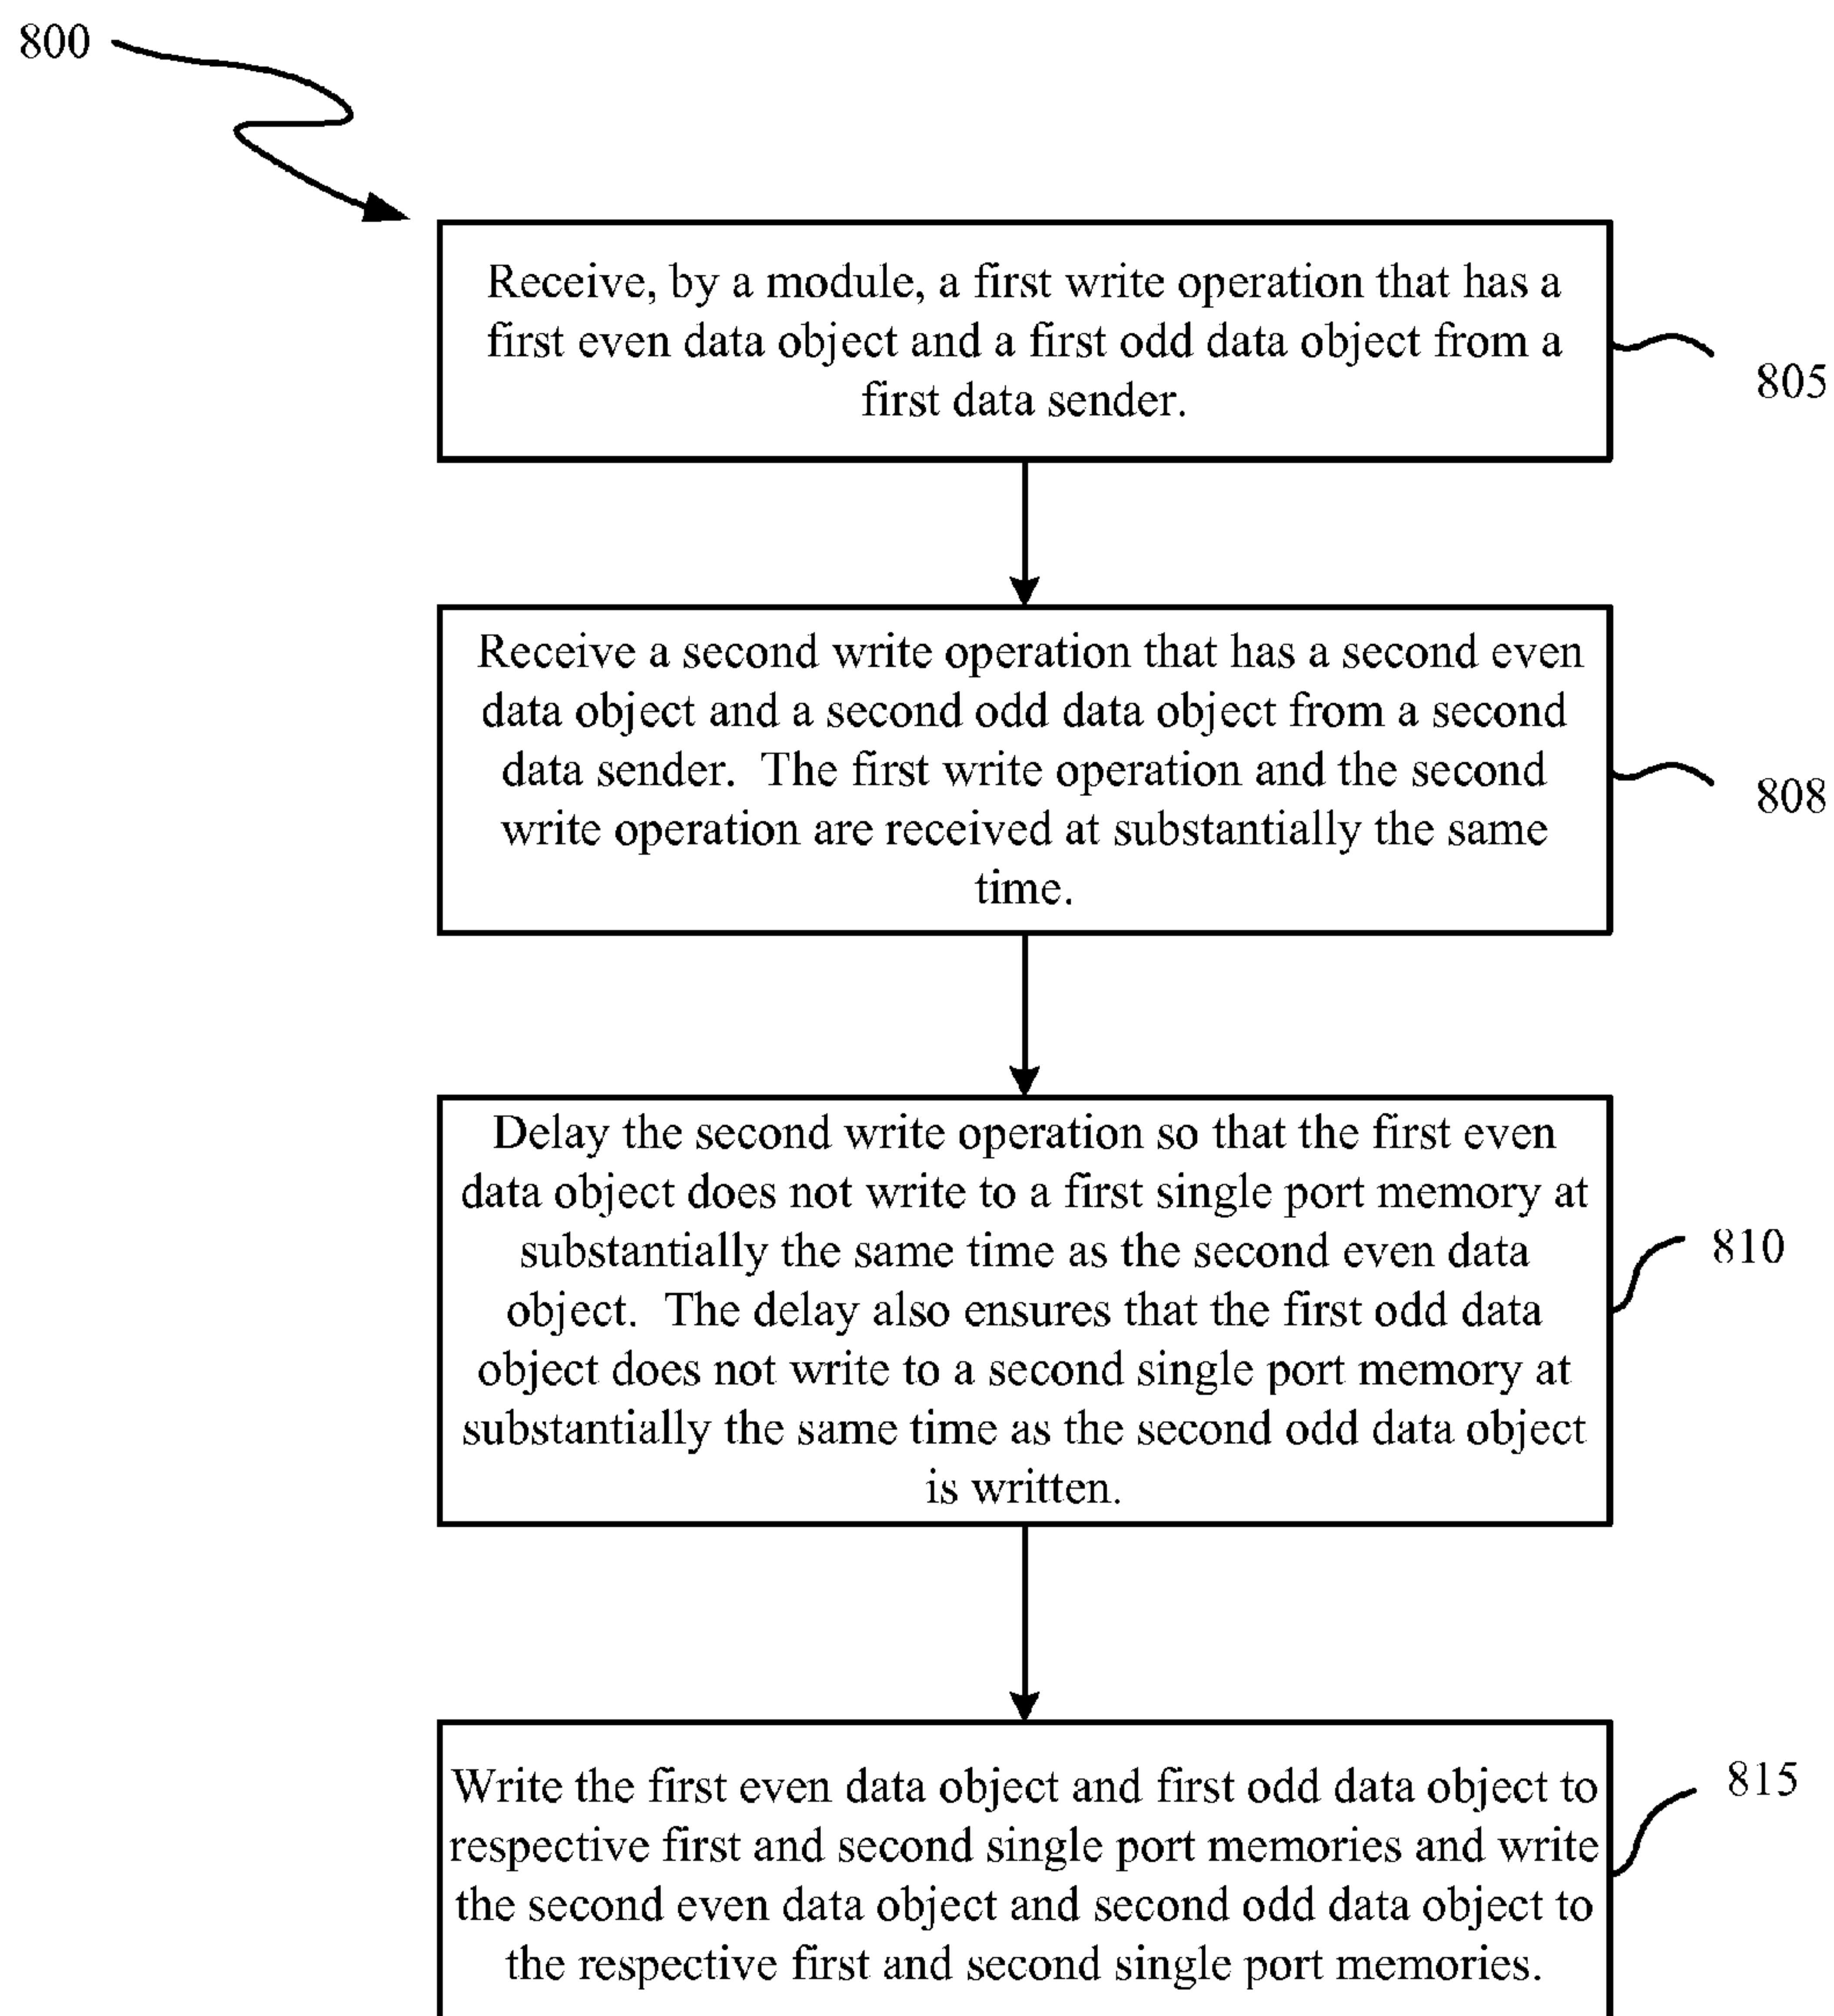 800
Receive, by a module, a first write operation that has a
first even data object and a first odd data object from a
first data sender.
805
Receive a second write operation that has a second even
data object and a second odd data object from a second
data sender.  The first write operation and the second
write operation are received at substantially the same
time.
808
Delay the second write operation so that the first even
data object does not write to a first single port memory at
substantially the same time as the second even data
object.  The delay also ensures that the first odd data
object does not write to a second single port memory at
substantially the same time as the second odd data object
is written.
810
Write the first even data object and first odd data object to
respective first and second single port memories and write
the second even data object and second odd data object to
the respective first and second single port memories.
815